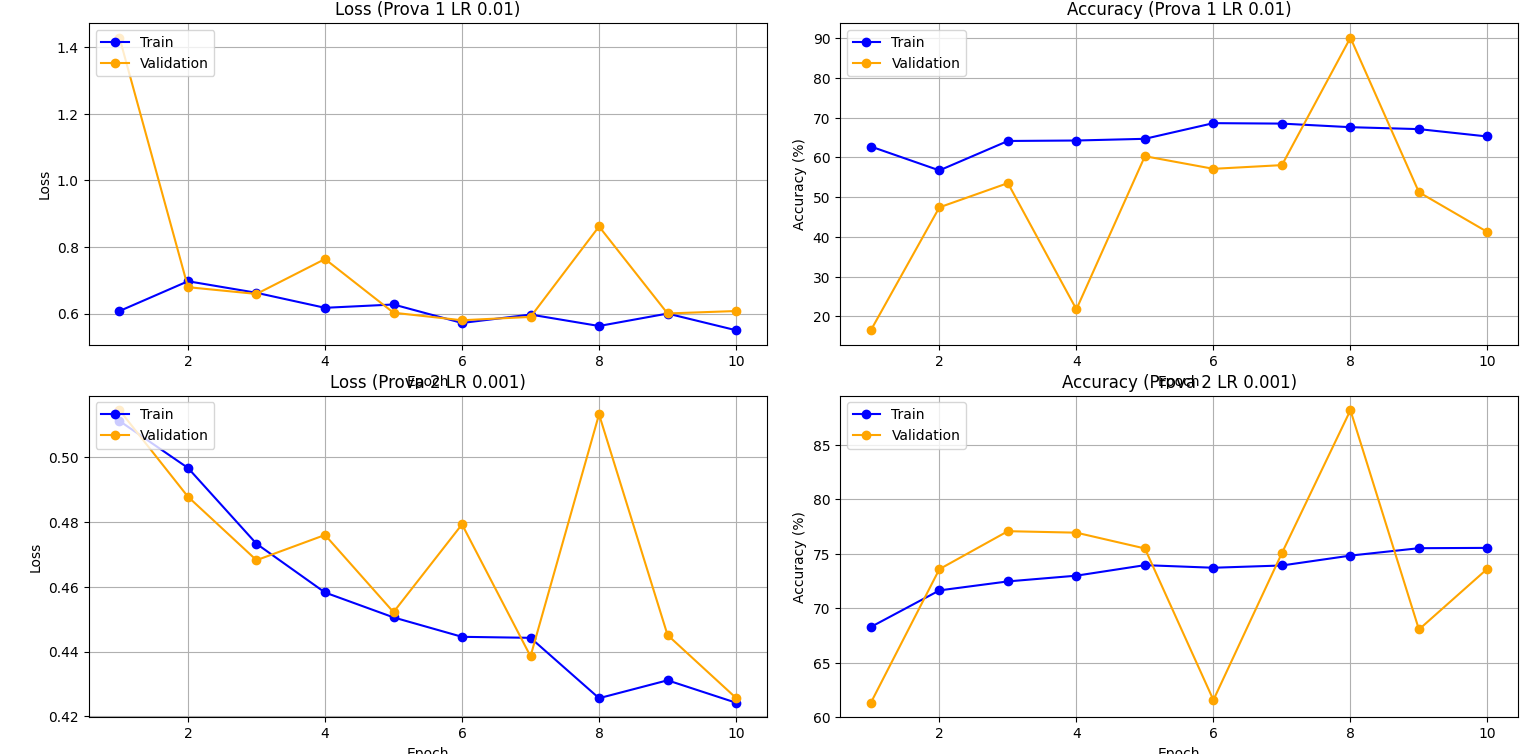 Loss (Prova 1 LR 0.01)
Accuracy (Prova 1 LR 0.01)
Train
Validation
Loss
1.4
1.2
1.0
0.8
0.6
2 4 6 8 10
Epoch
Train
Validation
Accuracy (%)
90
80
70
60
50
40
30
20
2 4 6 8 10
Epoch
Loss (Prova 2 LR 0.001)
Accuracy (Prova 2 LR 0.001)
Train
Validation
Loss
0.50
0.48
0.46
0.44
0.42
2 4 6 8 10
Epoch
Train
Validation
Accuracy (%)
85
80
75
70
65
60
2 4 6 8 10
Epoch